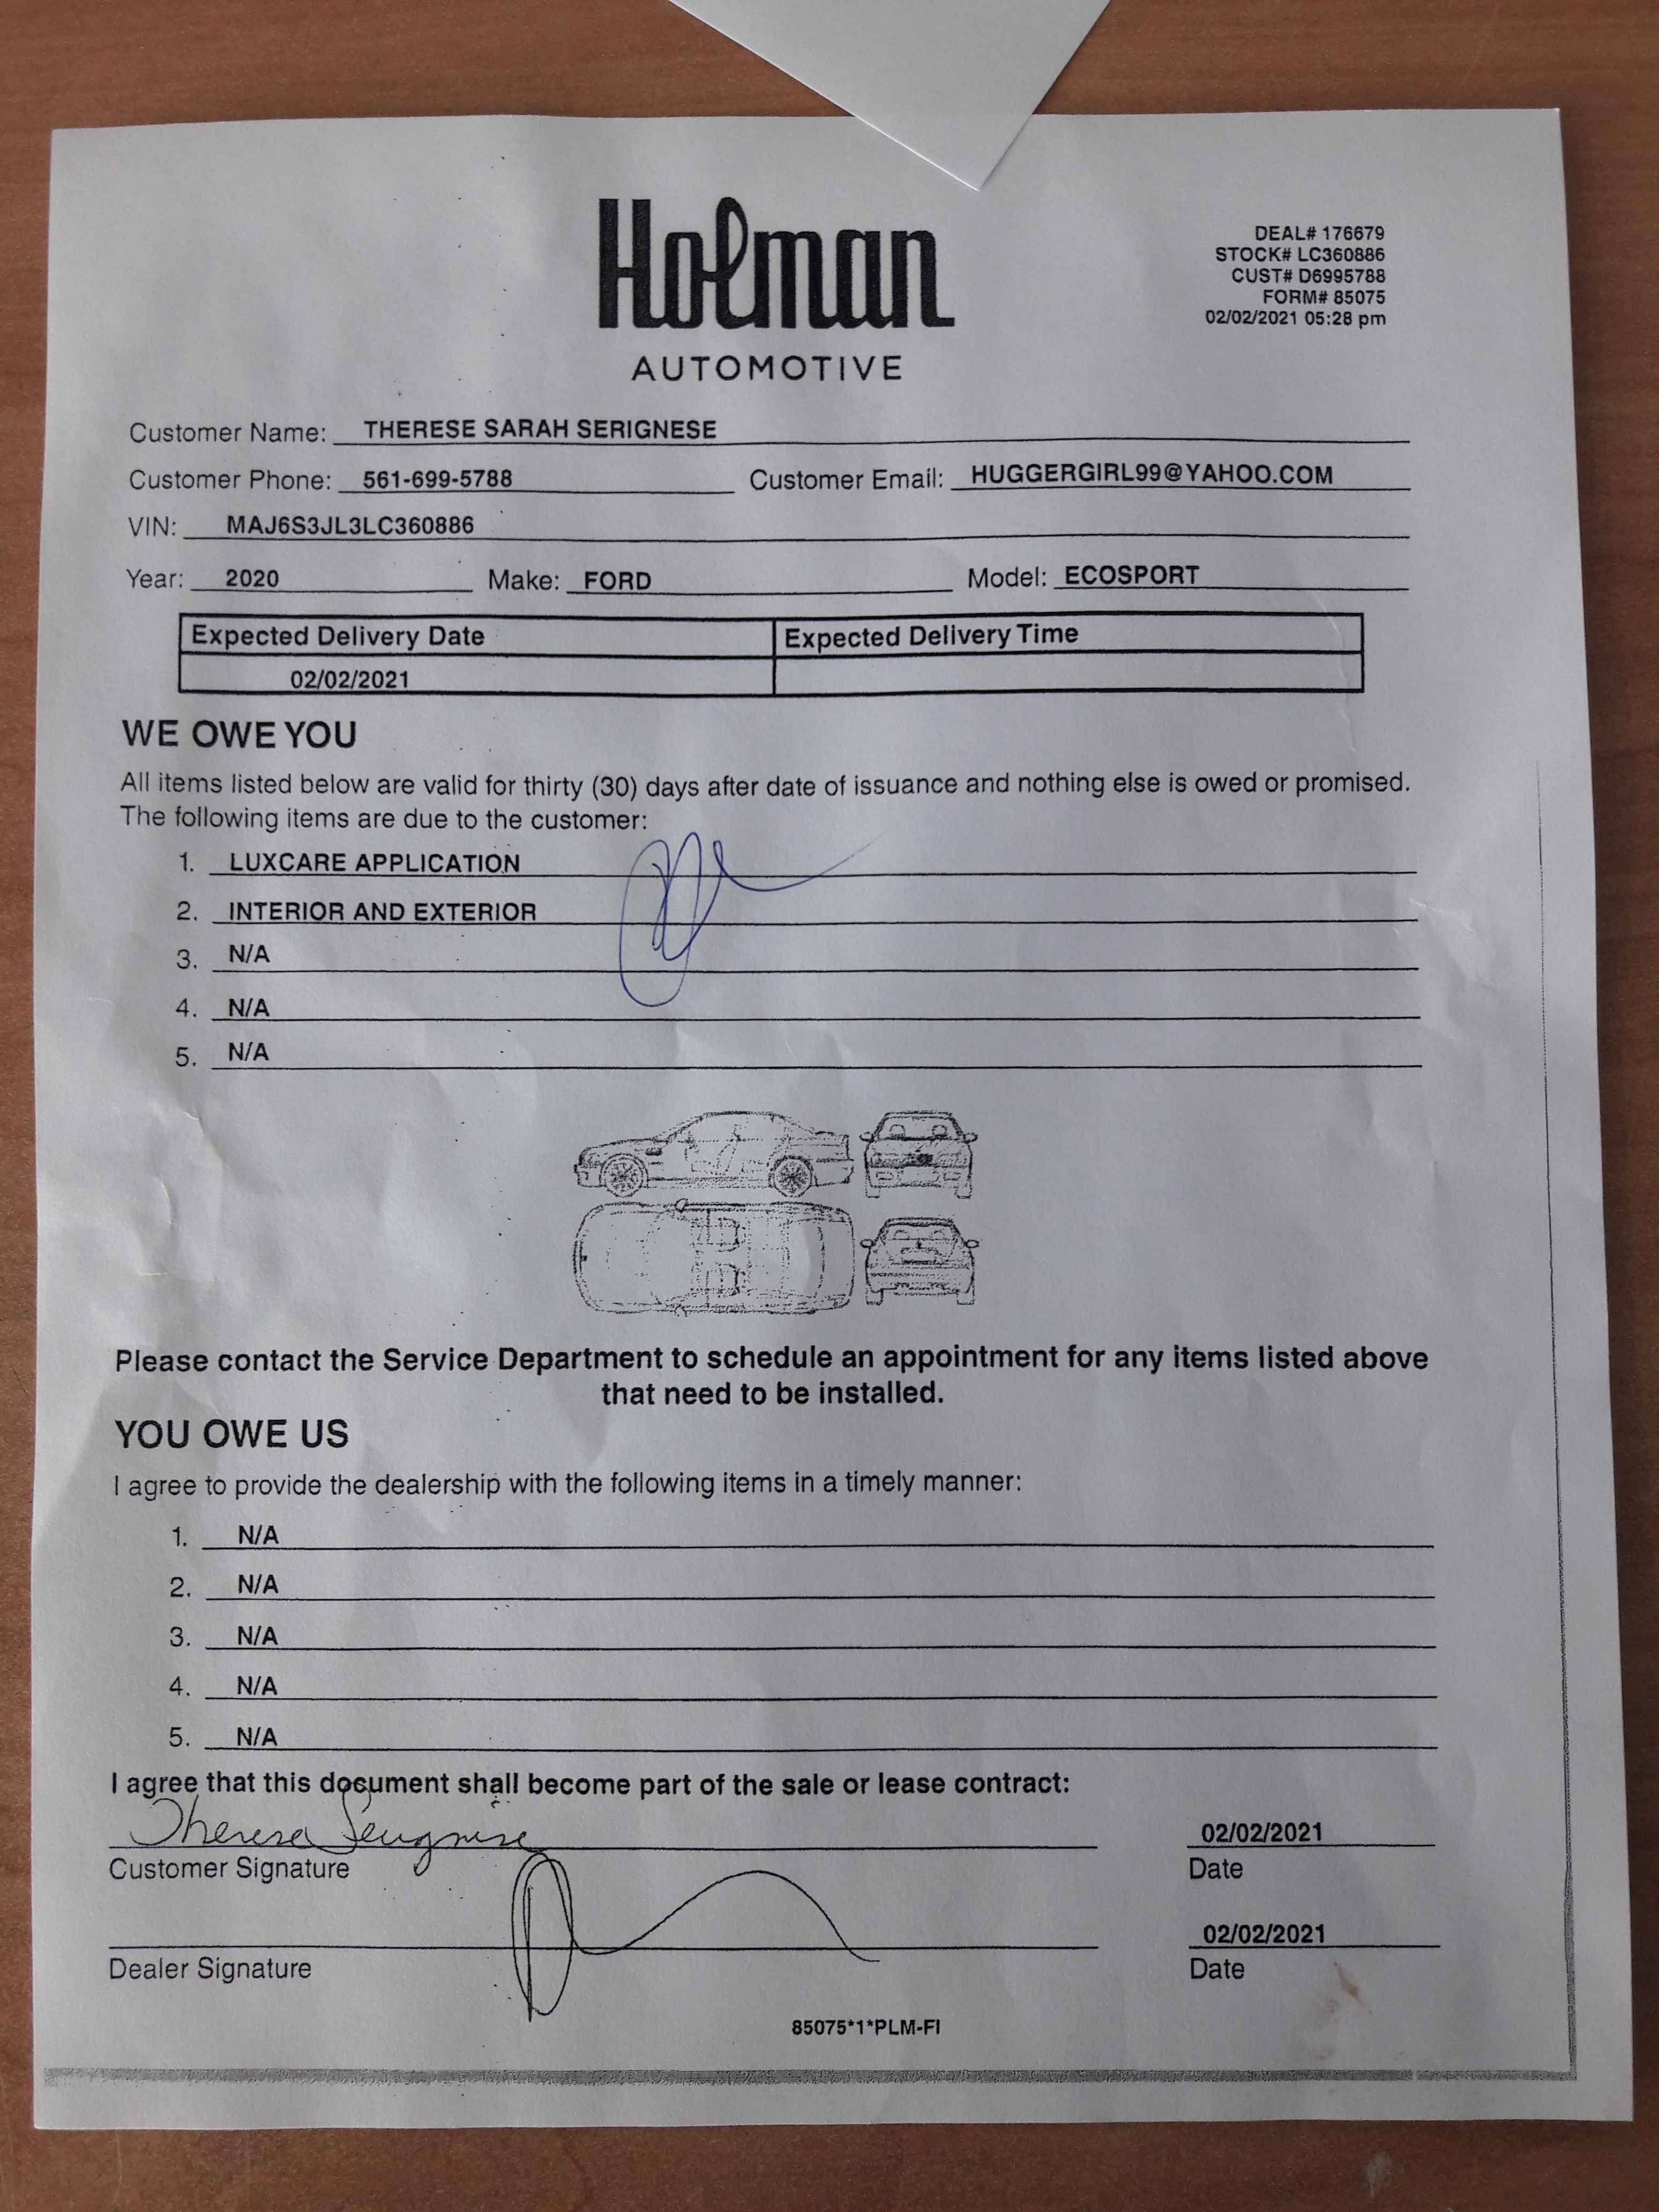 Holman
AUTOMOTIVE
DEAL# 176679
STOCK# LC360886
CUST# D6995788
FORM# 85075
02/02/2021 05:28 pm
Customer Name: THERESE SARAH SERIGNESE
Customer Phone: 561-699-5788 Customer Email: HUGGERGIRL99@YAHOO.COM
VIN: MAJ6S3JL3LC360886
Year: 2020 Make: FORD Model: ECOSPORT
Expected Delivery Date Expected Delivery Time
02/02/2021
WE OWE YOU
All items listed below are valid for thirty (30) days after date of issuance and nothing else is owed or promised.
The following items are due to the customer:
1. LUXCARE APPLICATION
2. INTERIOR AND EXTERIOR
3. N/A
4. N/A
5. N/A
Please contact the Service Department to schedule an appointment for any items listed above
that need to be installed.
YOU OWE US
I agree to provide the dealership with the following items in a timely manner:
1. N/A
2. N/A
3. N/A
4. N/A
5. N/A
I agree that this document shall become part of the sale or lease contract:
Therese Serignese 02/02/2021
Customer Signature Date
02/02/2021
Dealer Signature Date
85075*1*PLM-FI